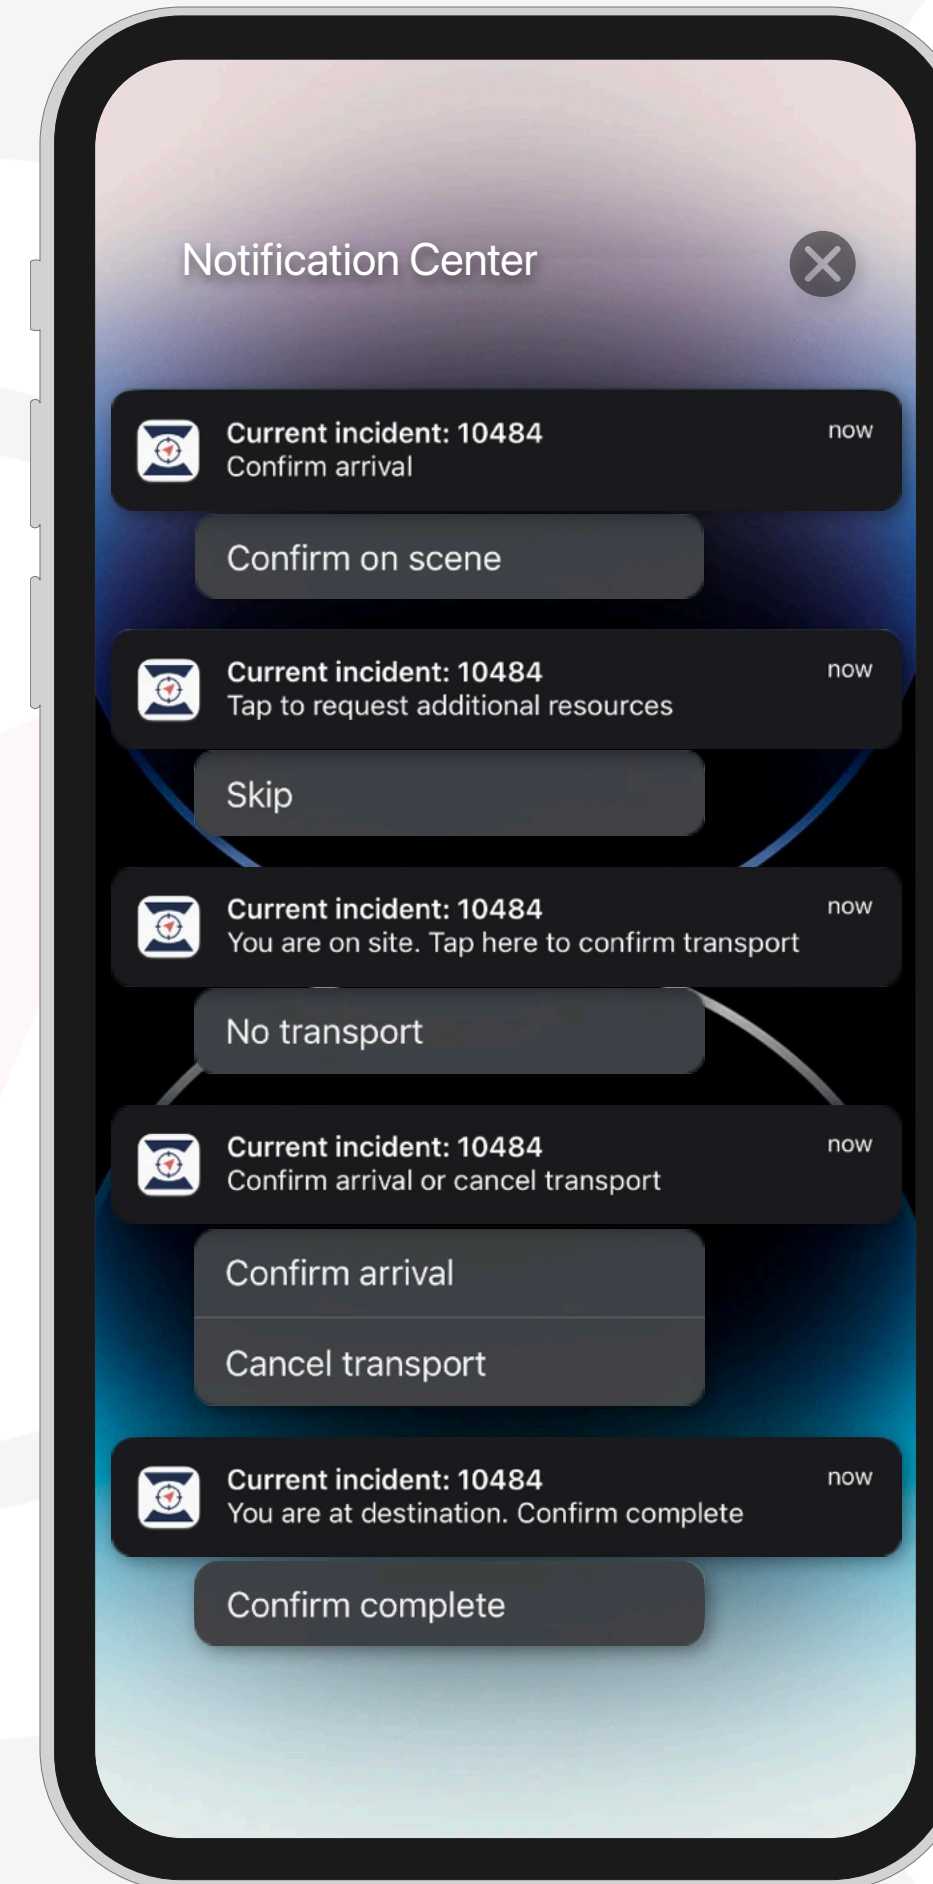 Notification Center
Current incident: 10484
now
Confirm arrival
Confirm on scene
Current incident: 10484
now
Tap to request additional resources
Skip
Current incident: 10484
now
You are on site. Tap here to confirm transport
No transport
Current incident: 10484
now
Confirm arrival or cancel transport
Confirm arrival
Cancel transport
Current incident: 10484
now
You are at destination. Confirm complete
Confirm complete